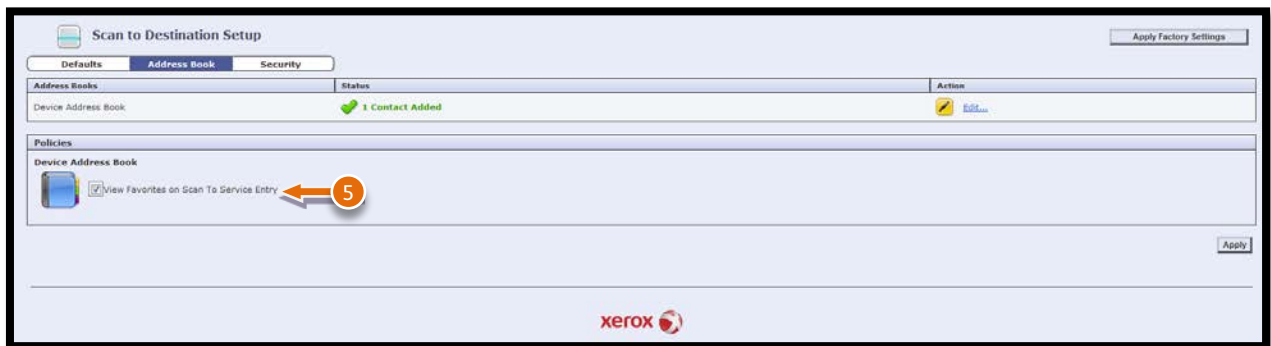 Scan to Destination Setup
Apply Factory Settings
Defaults Address Book Security
Address Books Status Action
Device Address Book 1 Contact Added Edit...
Policies
Device Address Book
View Favorites on Scan To Service Entry 5
Apply
xerox